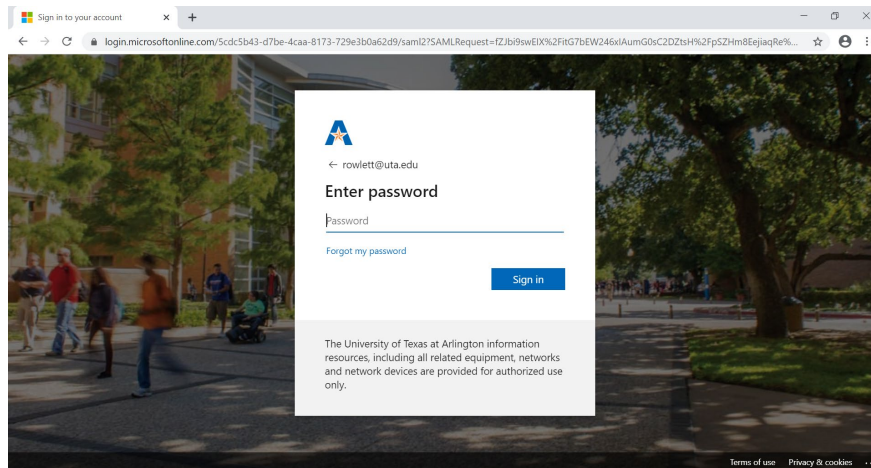 Sign in to your account
login.microsoftonline.com/5cdc5b43-d7be-4caa-8173-729e3b0a62d9/saml2?SAMLRequest=fZJbi9swEIX%2FitG7bEW246xIAumG0sC2DZtsH%2FpSZHm8EejiaqRe%...
← rowlett@uta.edu
Enter password
Password
Forgot my password
Sign in
The University of Texas at Arlington information
resources, including all related equipment, networks
and network devices are provided for authorized use
only.
Terms of use Privacy & cookies ...